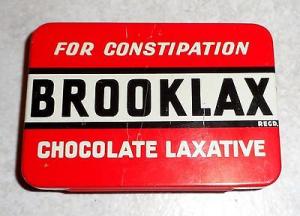 FOR CONSTIPATION
BROOKLAX
REGD.
CHOCOLATE LAXATIVE